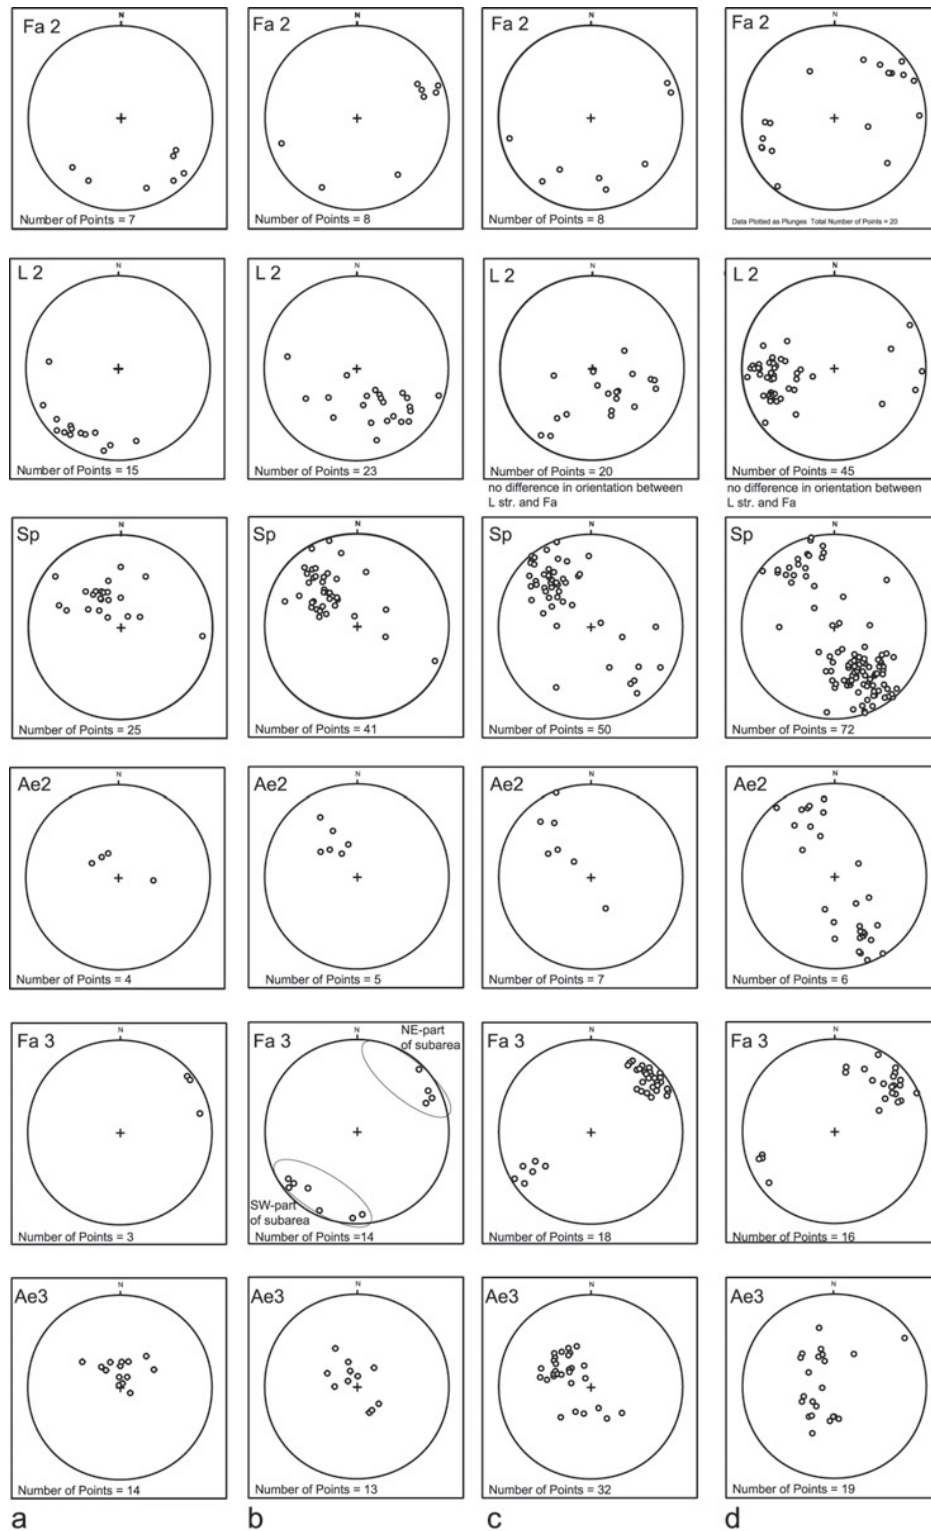 N N N N
Fa 2 Fa 2 Fa 2 Fa 2
Number of Points = 7 Number of Points = 8 Number of Points = 8 Data Plotted as Plunges Total Number of Points = 20
N N N N
L 2 L 2 L 2 L 2
Number of Points = 15 Number of Points = 23 Number of Points = 20 Number of Points = 45
no difference in orientation between no difference in orientation between
L str. and Fa L str. and Fa
N N N N
Sp Sp Sp Sp
Number of Points = 25 Number of Points = 41 Number of Points = 50 Number of Points = 72
N N N N
Ae2 Ae2 Ae2 Ae2
Number of Points = 4 Number of Points = 5 Number of Points = 7 Number of Points = 6
N N N N
Fa 3 Fa 3 NE-part Fa 3 Fa 3
of subarea
SW-part
of subarea
Number of Points = 3 Number of Points =14 Number of Points = 18 Number of Points = 16
N N N N
Ae3 Ae3 Ae3 Ae3
Number of Points = 14 Number of Points = 13 Number of Points = 32 Number of Points = 19
a b c d